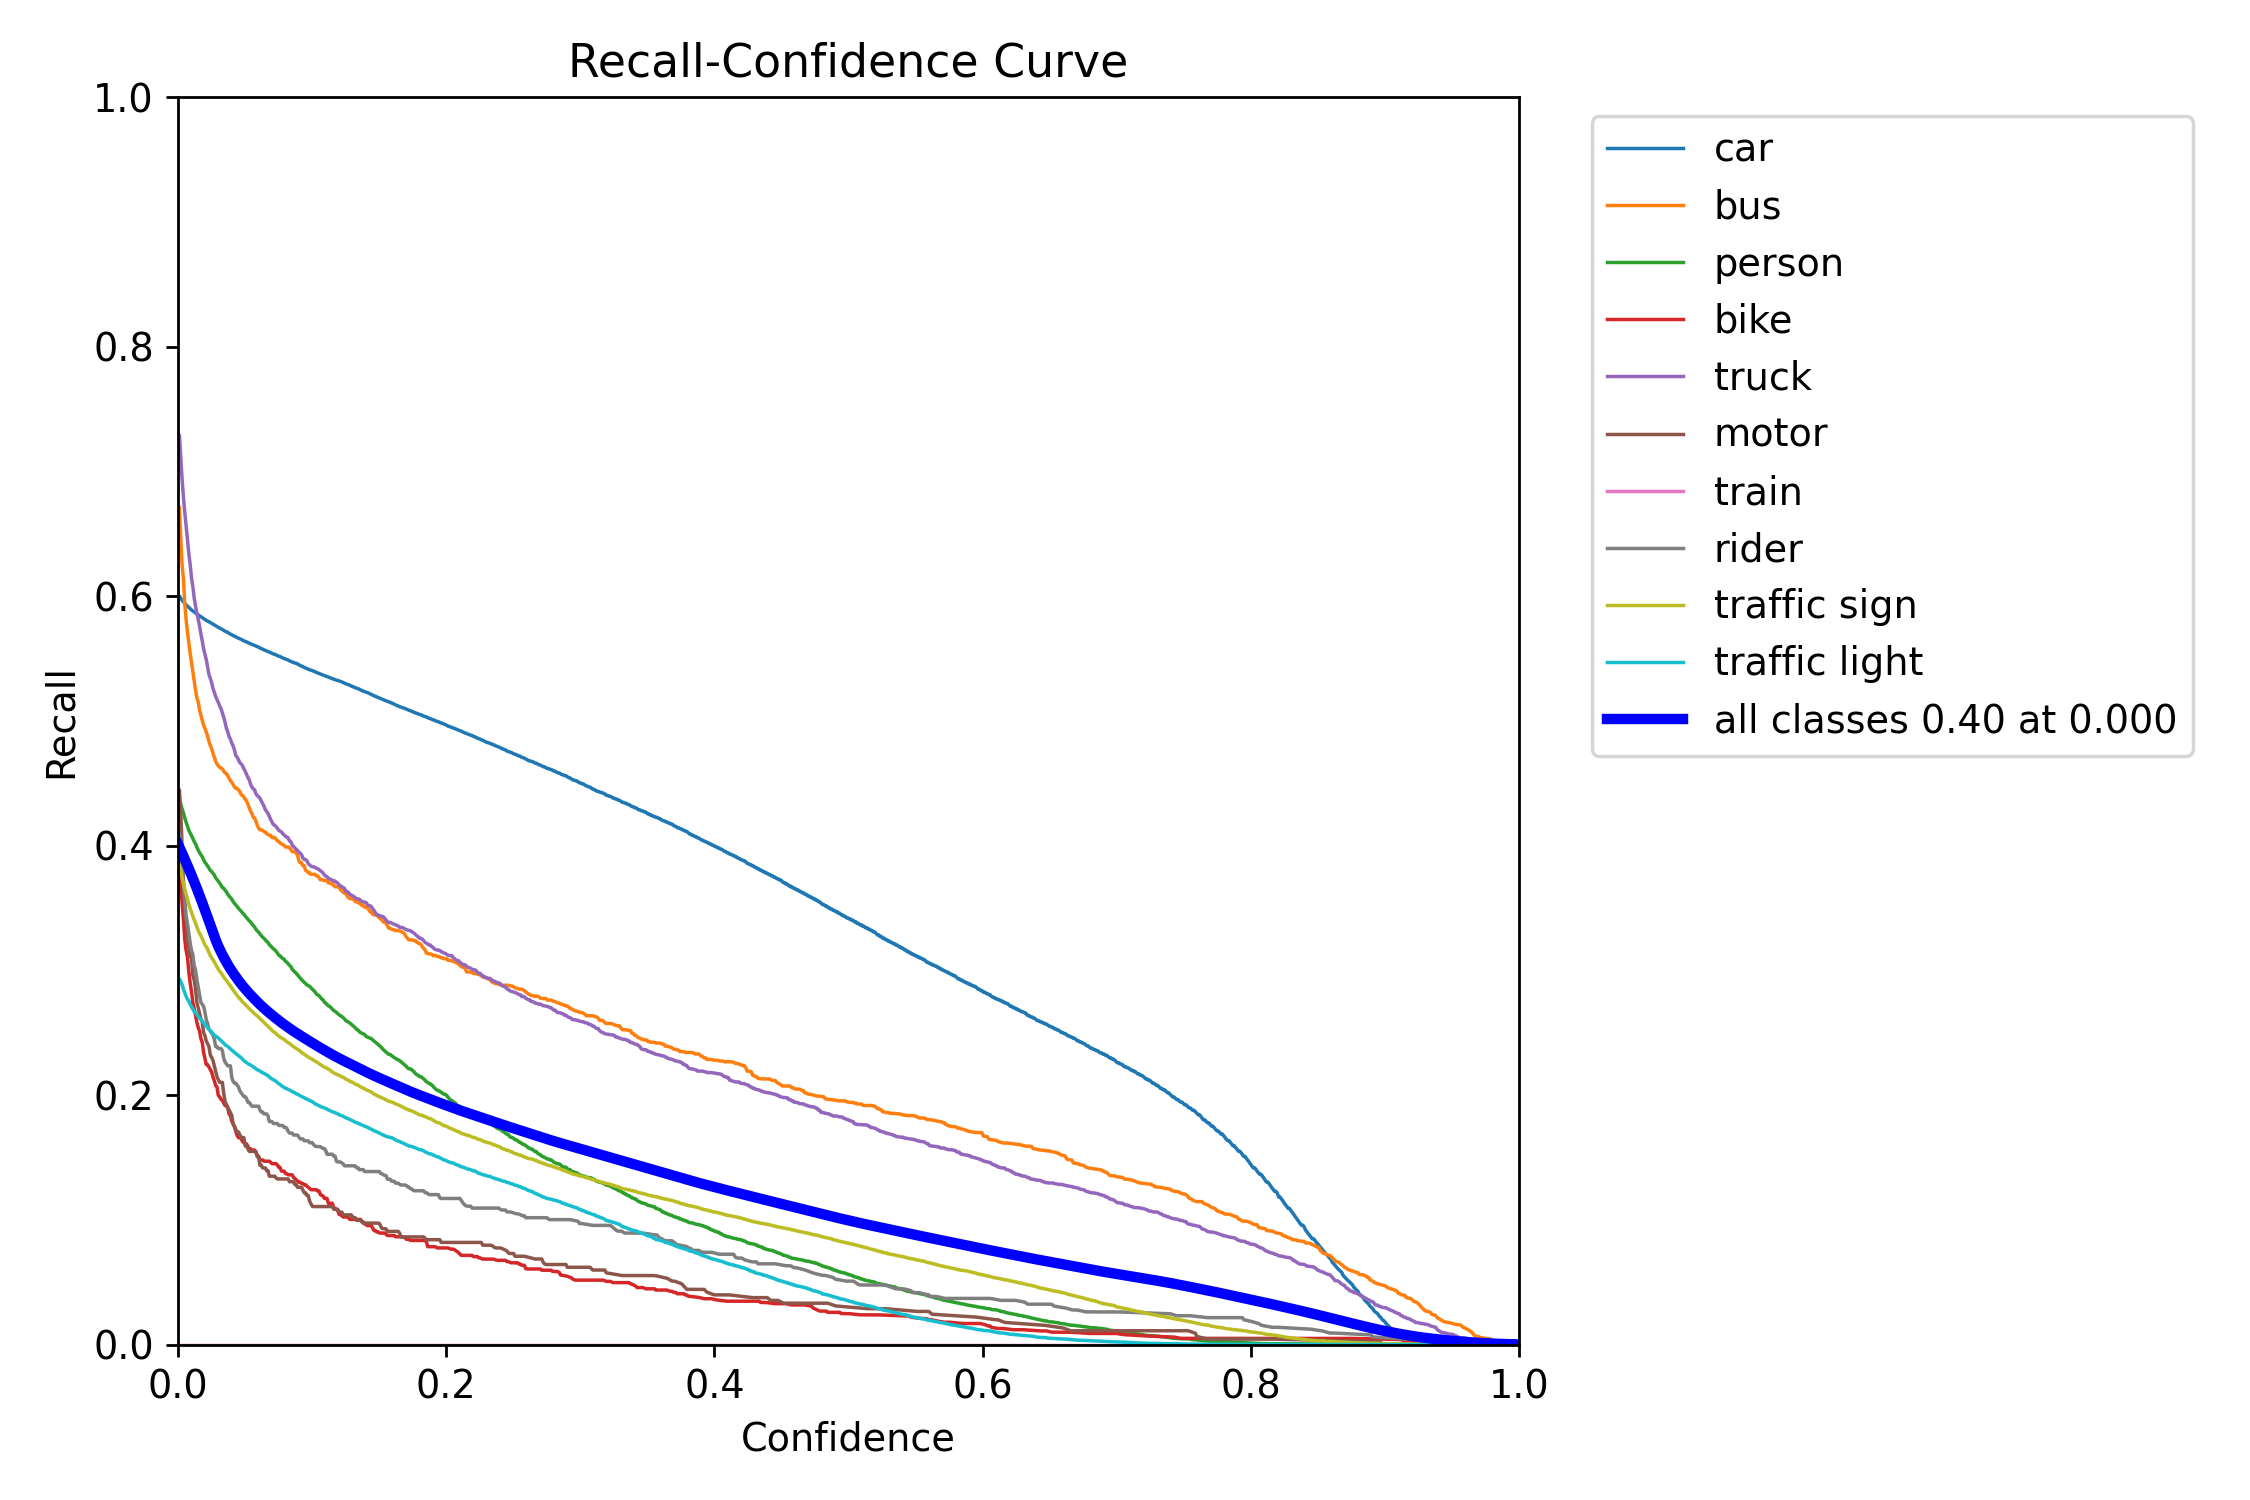 Recall-Confidence Curve
1.0
0.8
0.6
0.4
0.2
0.0
Recall
0.0 0.2 0.4 0.6 0.8 1.0
Confidence
car
bus
person
bike
truck
motor
train
rider
traffic sign
traffic light
all classes 0.40 at 0.000